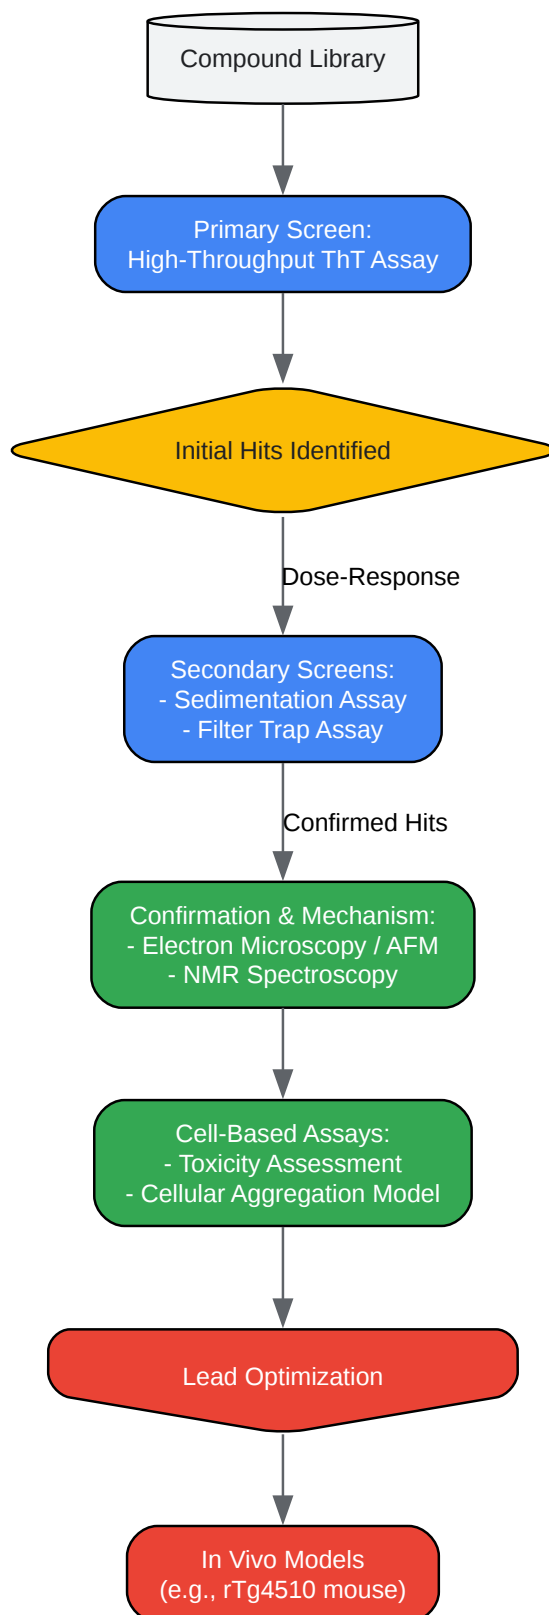 Compound Library
Primary Screen:
High-Throughput ThT Assay
Initial Hits Identified
Dose-Response
Secondary Screens:
- Sedimentation Assay
- Filter Trap Assay
Confirmed Hits
Confirmation & Mechanism:
- Electron Microscopy / AFM
- NMR Spectroscopy
Cell-Based Assays:
- Toxicity Assessment
- Cellular Aggregation Model
Lead Optimization
In Vivo Models
(e.g., rTg4510 mouse)